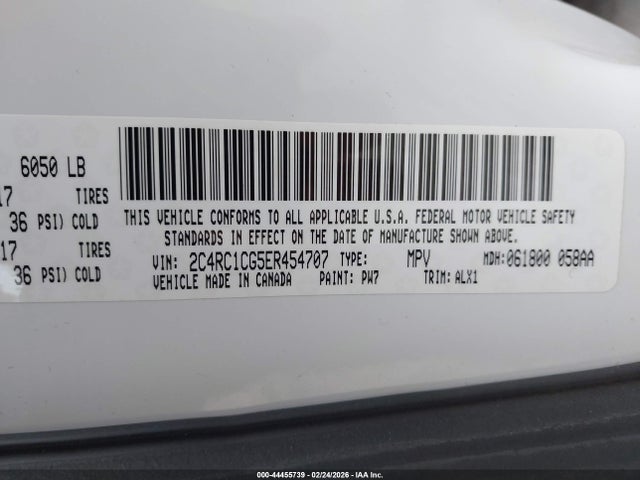 6050 LB
17 TIRES
36 PSI) COLD
17 TIRES
36 PSI) COLD
THIS VEHICLE CONFORMS TO ALL APPLICABLE U.S.A. FEDERAL MOTOR VEHICLE SAFETY
STANDARDS IN EFFECT ON THE DATE OF MANUFACTURE SHOWN ABOVE.
VIN: 2C4RC1CG5ER454707 TYPE: MPV MDH: 061800 058AA
VEHICLE MADE IN CANADA PAINT: PW7 TRIM: ALX1
000-44455739 - 02/24/2026 - IAA Inc.